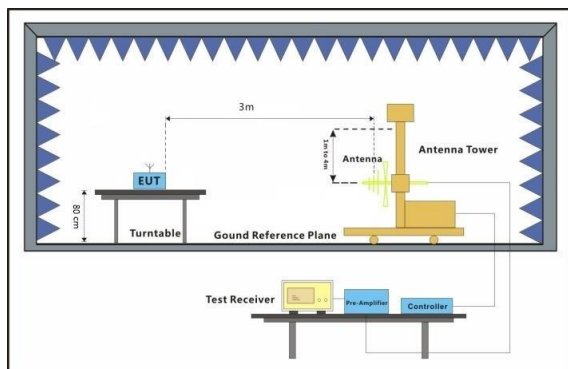 3m
1m to 4m
Antenna
Antenna Tower
EUT
80 cm
Turntable
Gound Reference Plane
Test Receiver
Pre-Amplifier
Controller